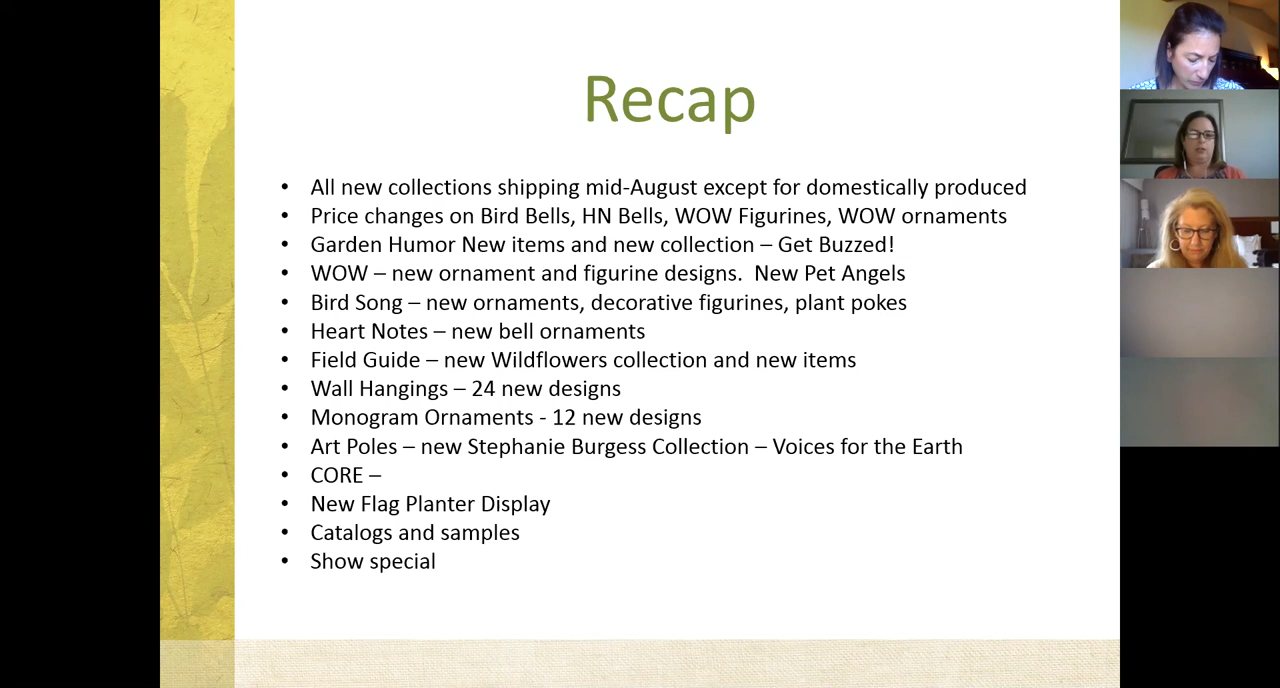 Recap
• All new collections shipping mid-August except for domestically produced
• Price changes on Bird Bells, HN Bells, WOW Figurines, WOW ornaments
• Garden Humor New items and new collection – Get Buzzed!
• WOW – new ornament and figurine designs.  New Pet Angels
• Bird Song – new ornaments, decorative figurines, plant pokes
• Heart Notes – new bell ornaments
• Field Guide – new Wildflowers collection and new items
• Wall Hangings – 24 new designs
• Monogram Ornaments - 12 new designs
• Art Poles – new Stephanie Burgess Collection – Voices for the Earth
• CORE –
• New Flag Planter Display
• Catalogs and samples
• Show special